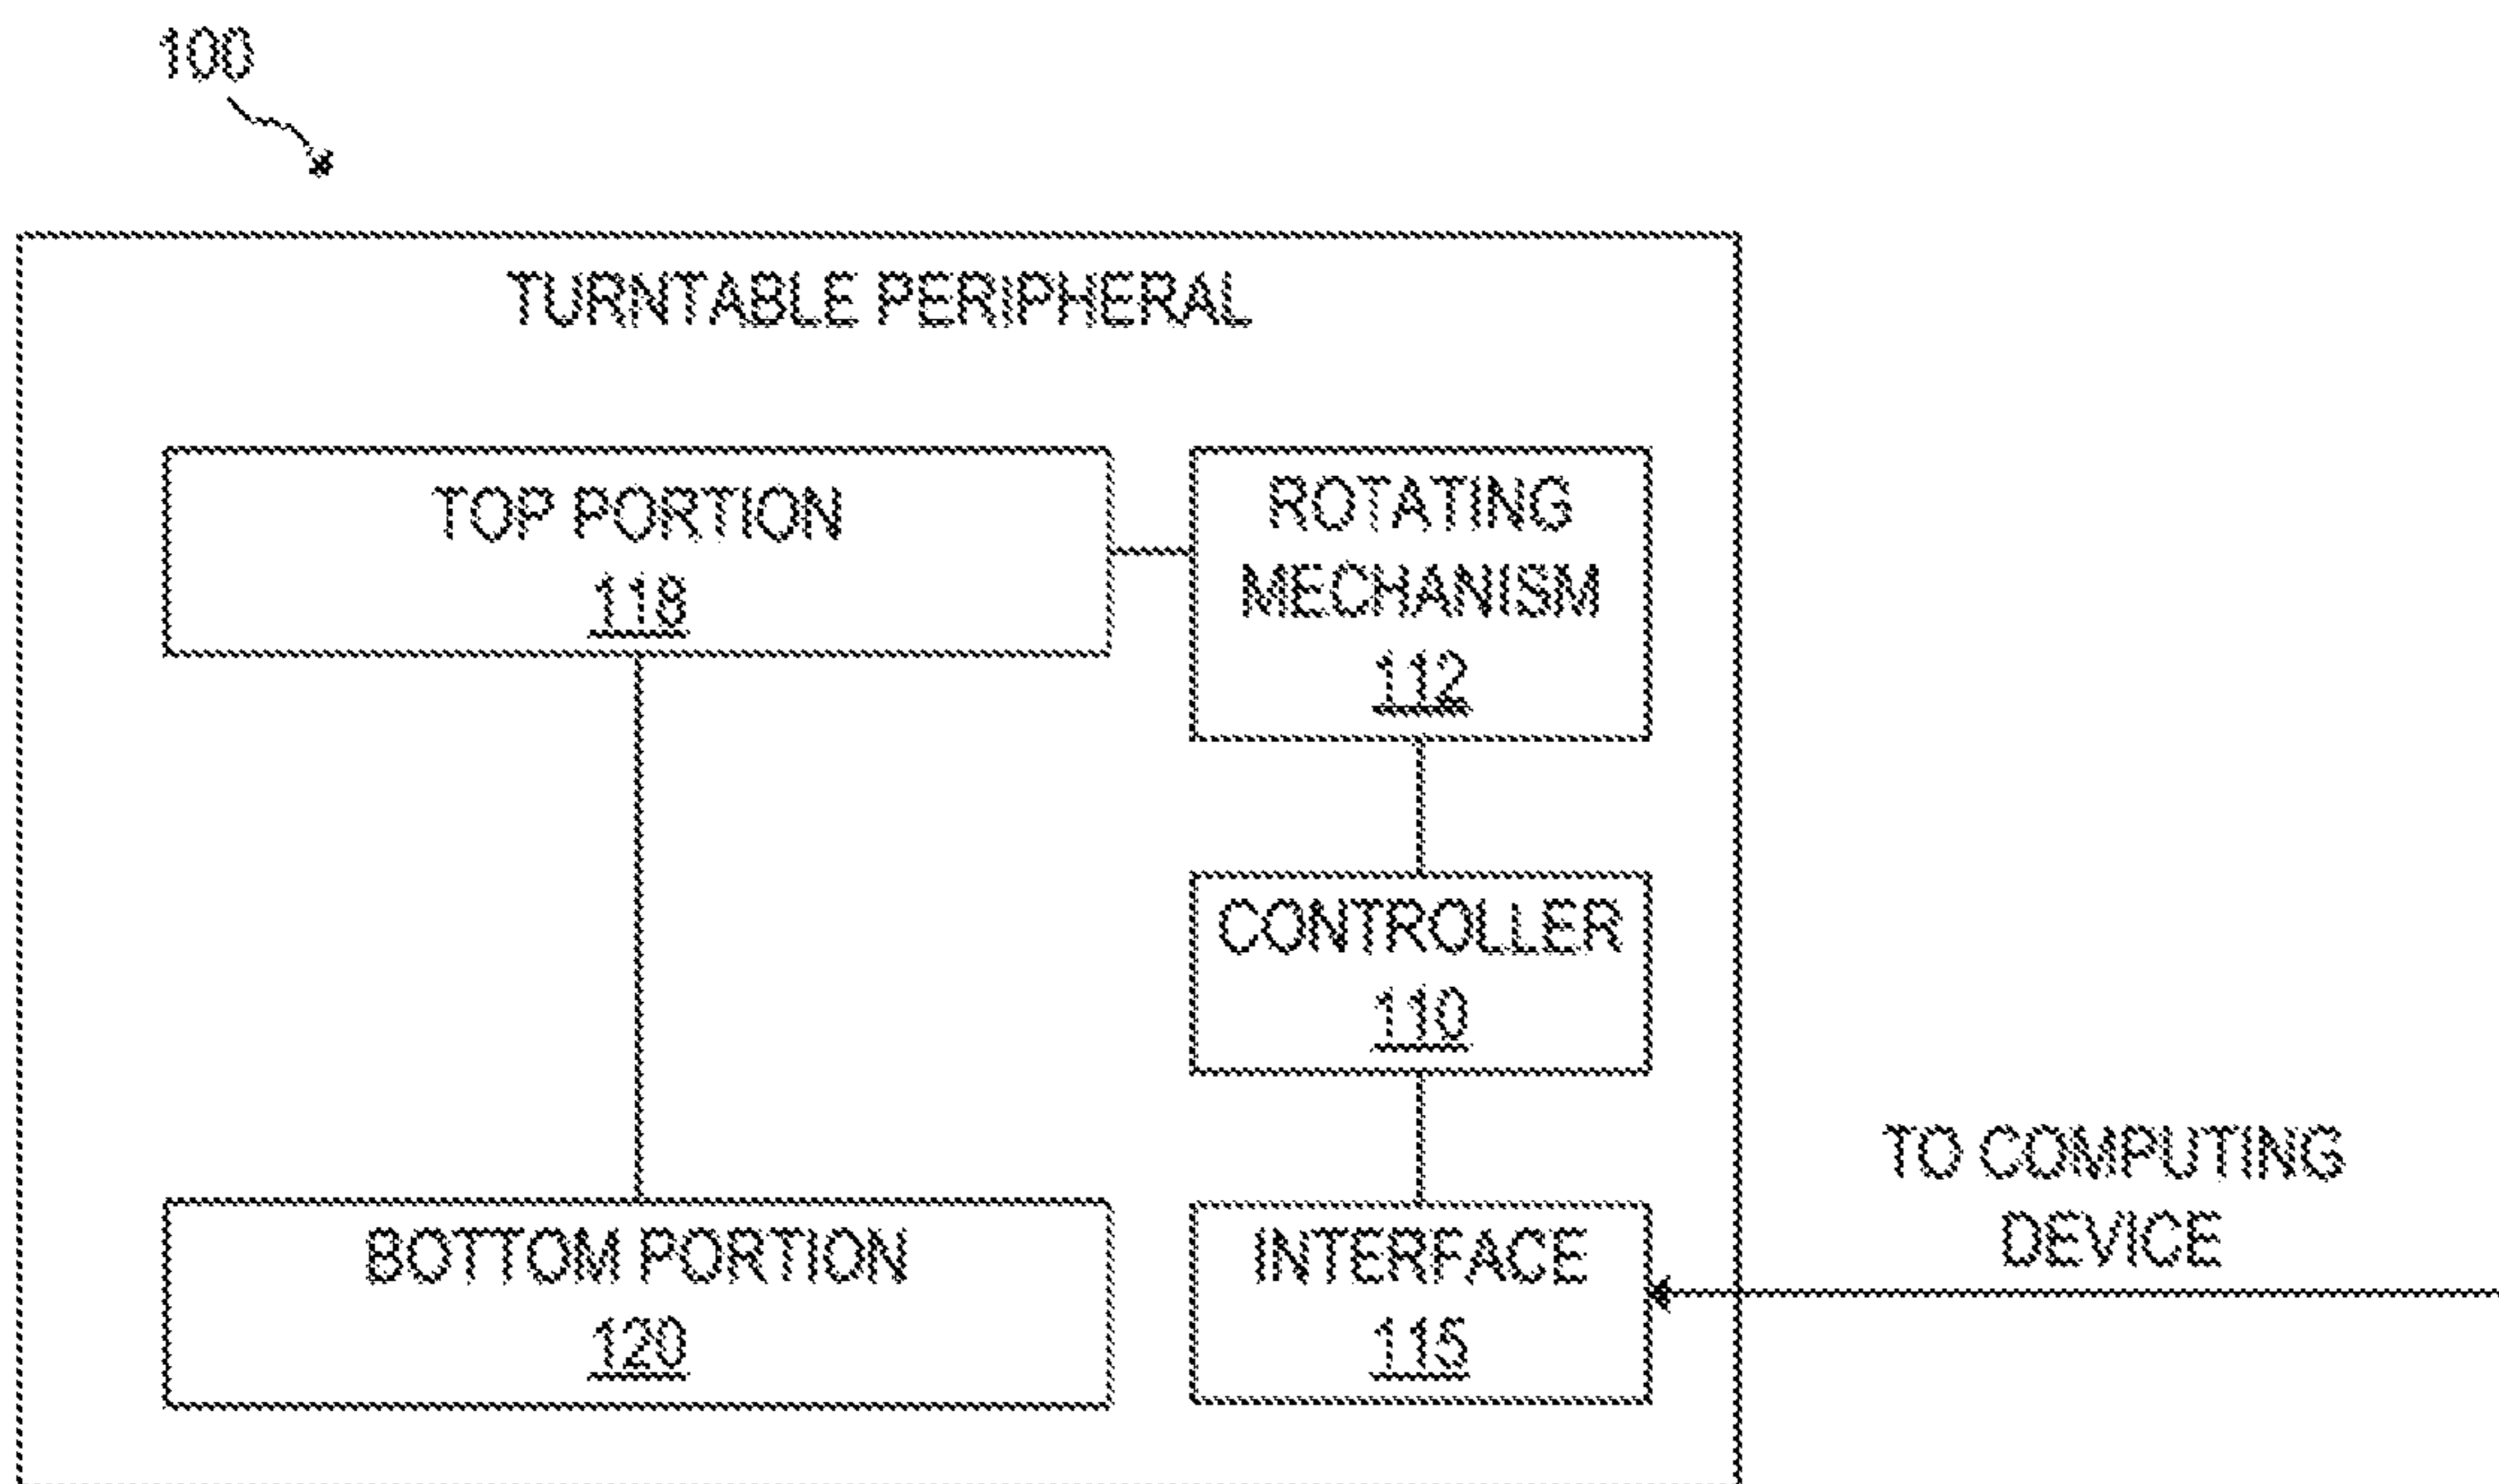 100
TURNTABLE PERIPHERAL
TOP PORTION
118
ROTATING
MECHANISM
112
CONTROLLER
110
BOTTOM PORTION
120
INTERFACE
115
TO COMPUTING
DEVICE